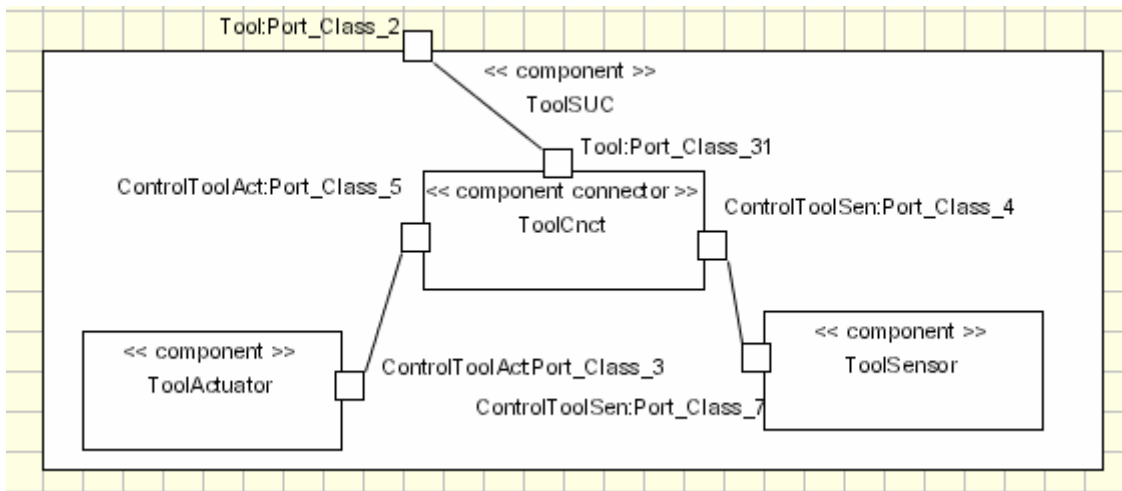 Tool:Port_Class_2
<< component >>
ToolSUC
Tool:Port_Class_31
ControlToolAct:Port_Class_5
<< component connector >>
ToolCnct
ControlToolSen:Port_Class_4
<< component >>
ToolActuator
ControlToolAct:Port_Class_3
<< component >>
ToolSensor
ControlToolSen:Port_Class_7